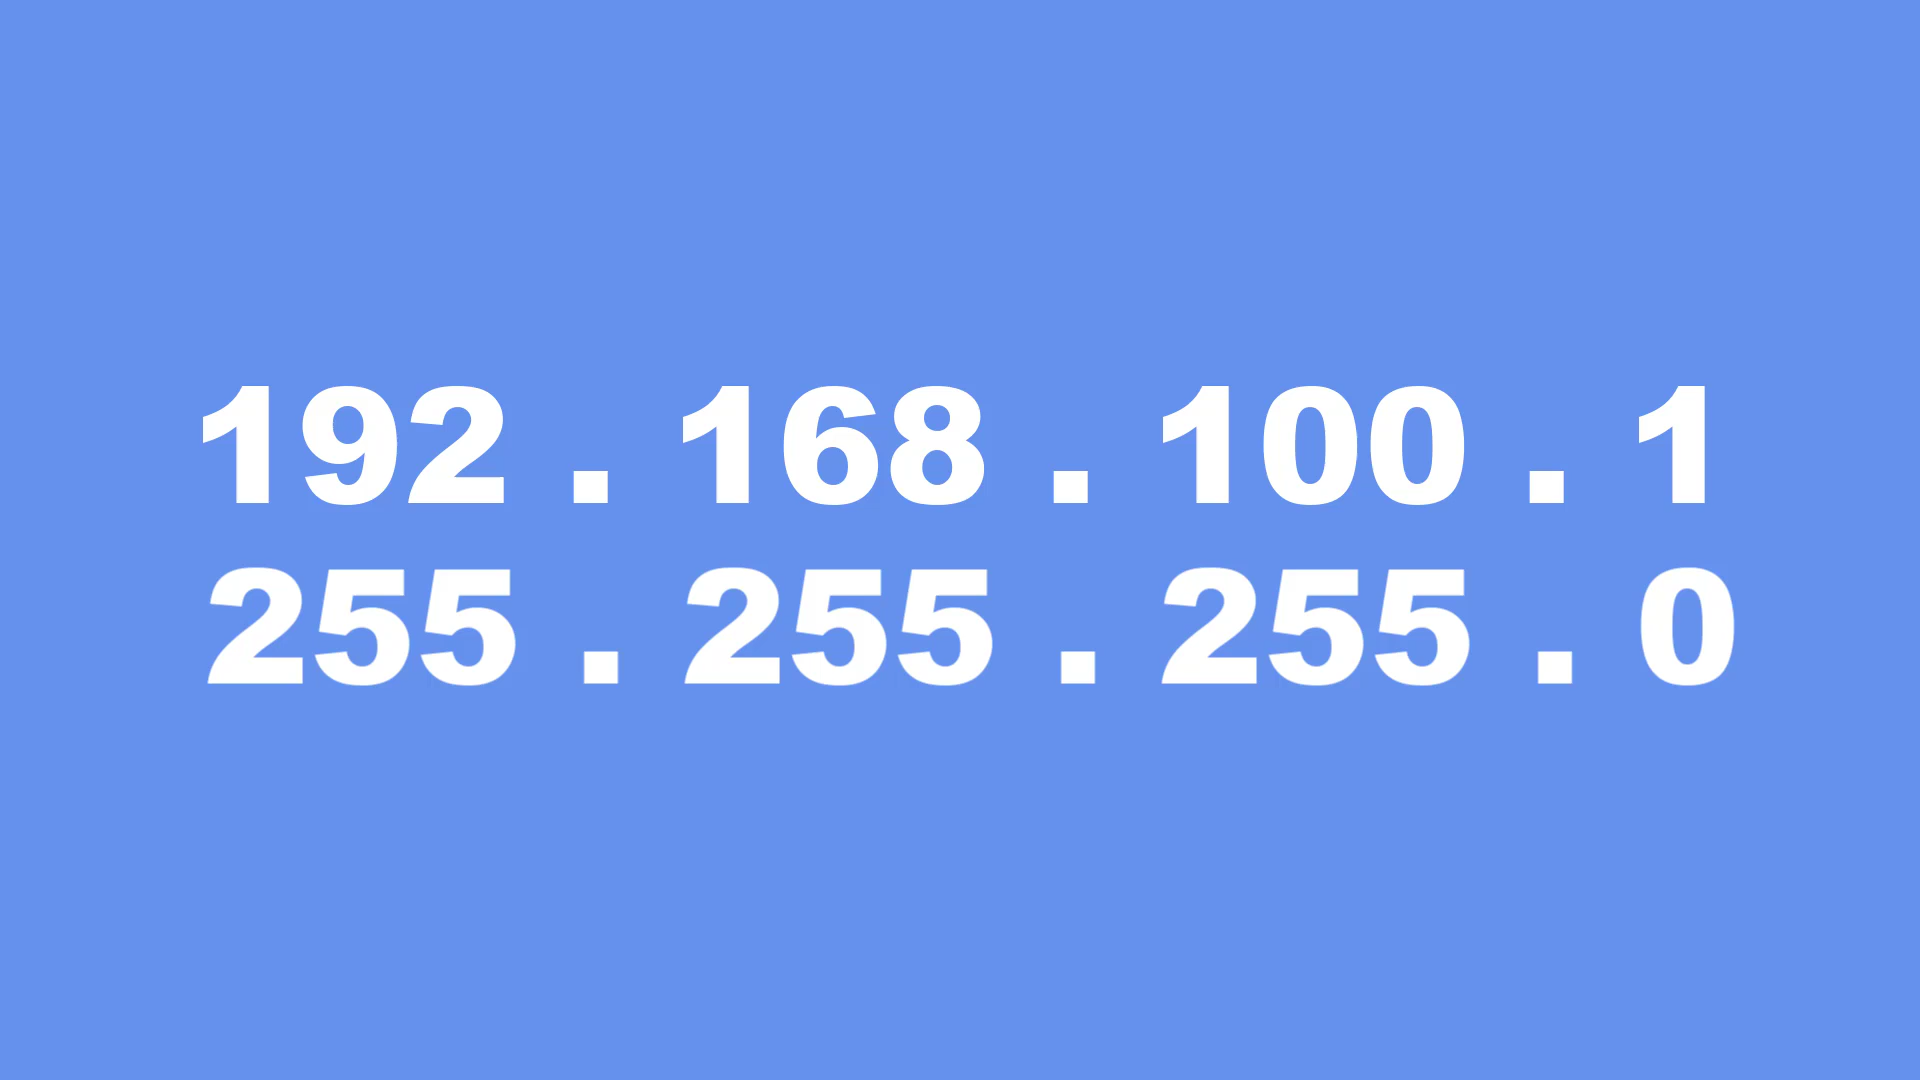 192 . 168 . 100 . 1
255 . 255 . 255 . 0